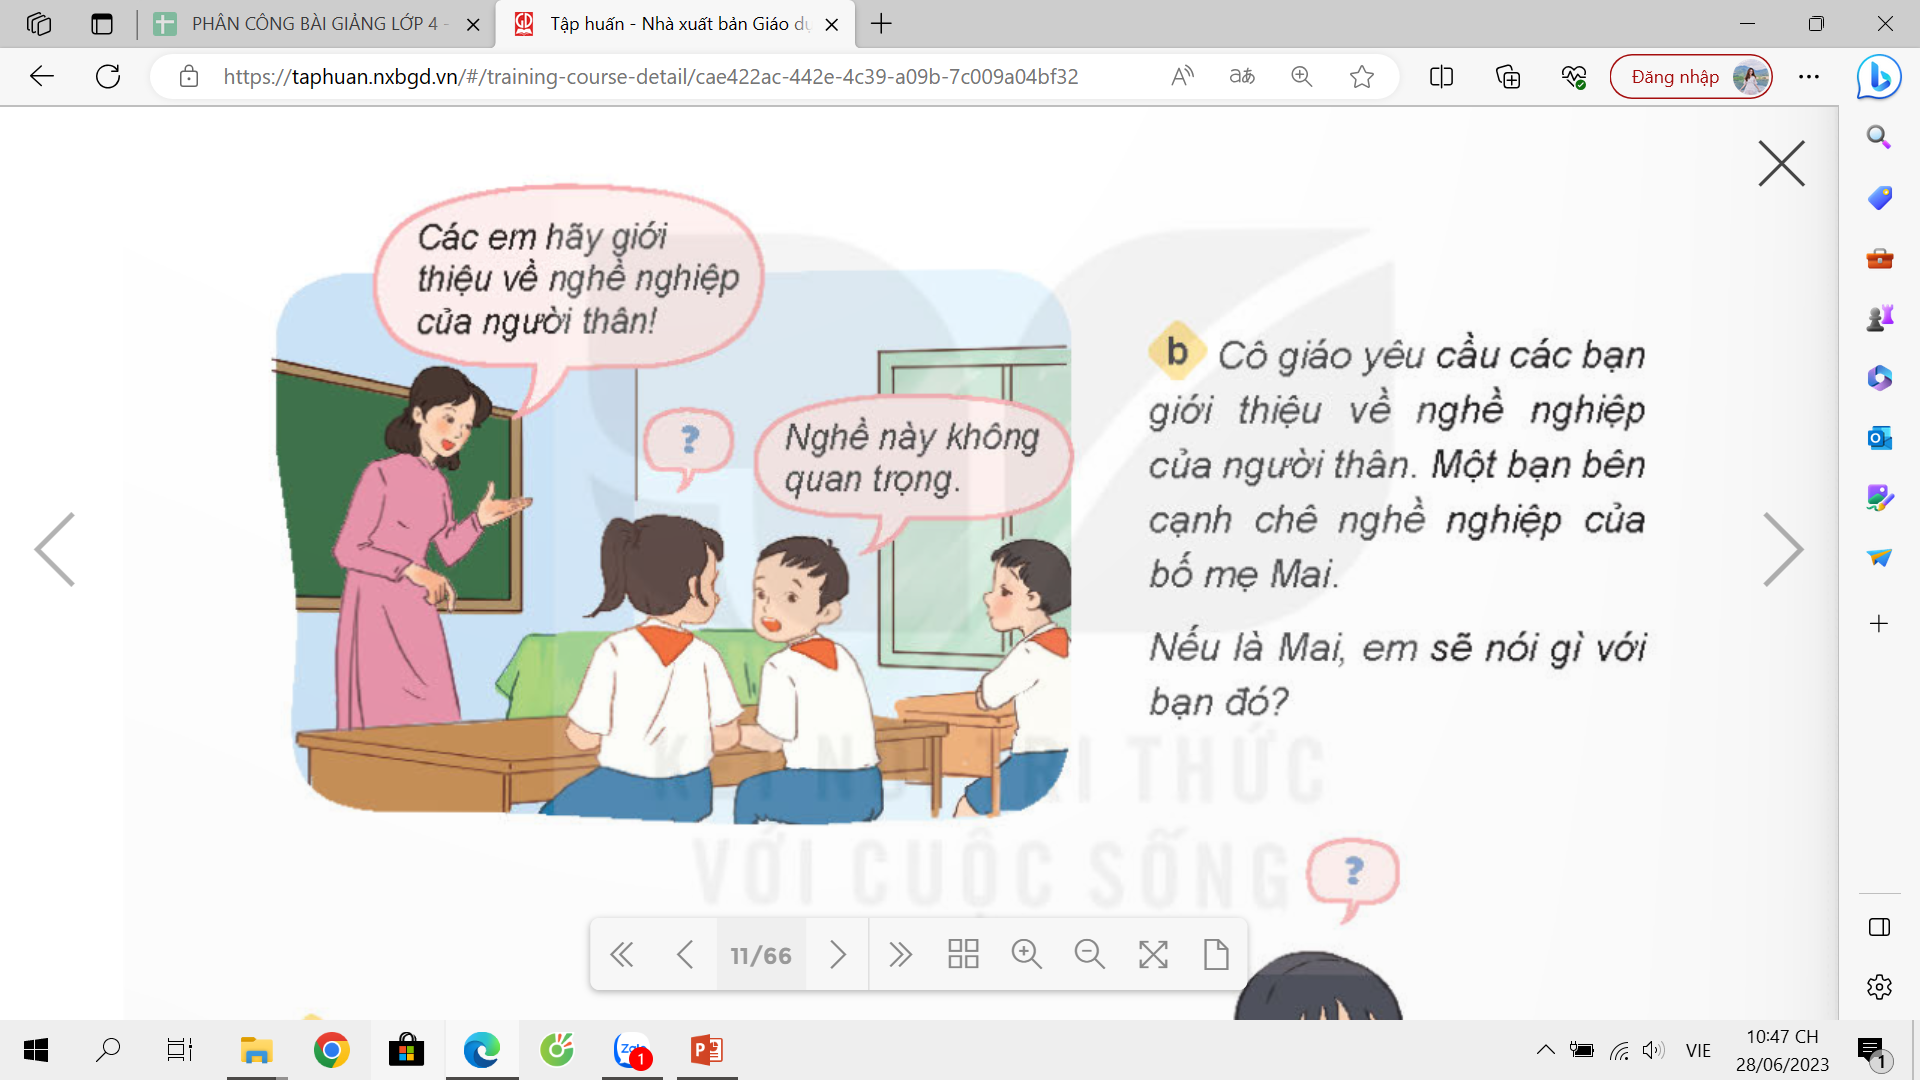 PHÂN CÔNG BÀI GIẢNG LỚP 4 -
Tập huấn - Nhà xuất bản Giáo dụ
https://taphuan.nxbgd.vn/#/training-course-detail/cae422ac-442e-4c39-a09b-7c009a04bf32
Đăng nhập
Các em hãy giới
thiệu về nghề nghiệp
của người thân!
?
Nghề này không
quan trọng.
b Cô giáo yêu cầu các bạn
giới thiệu về nghề nghiệp
của người thân. Một bạn bên
cạnh chê nghề nghiệp của
bố mẹ Mai.
Nếu là Mai, em sẽ nói gì với
bạn đó?
KẾT NỐI TRI THỨC
VỚI CUỘC SỐNG
?
11/66
Zalo
1
VIE
10:47 CH
28/06/2023
1